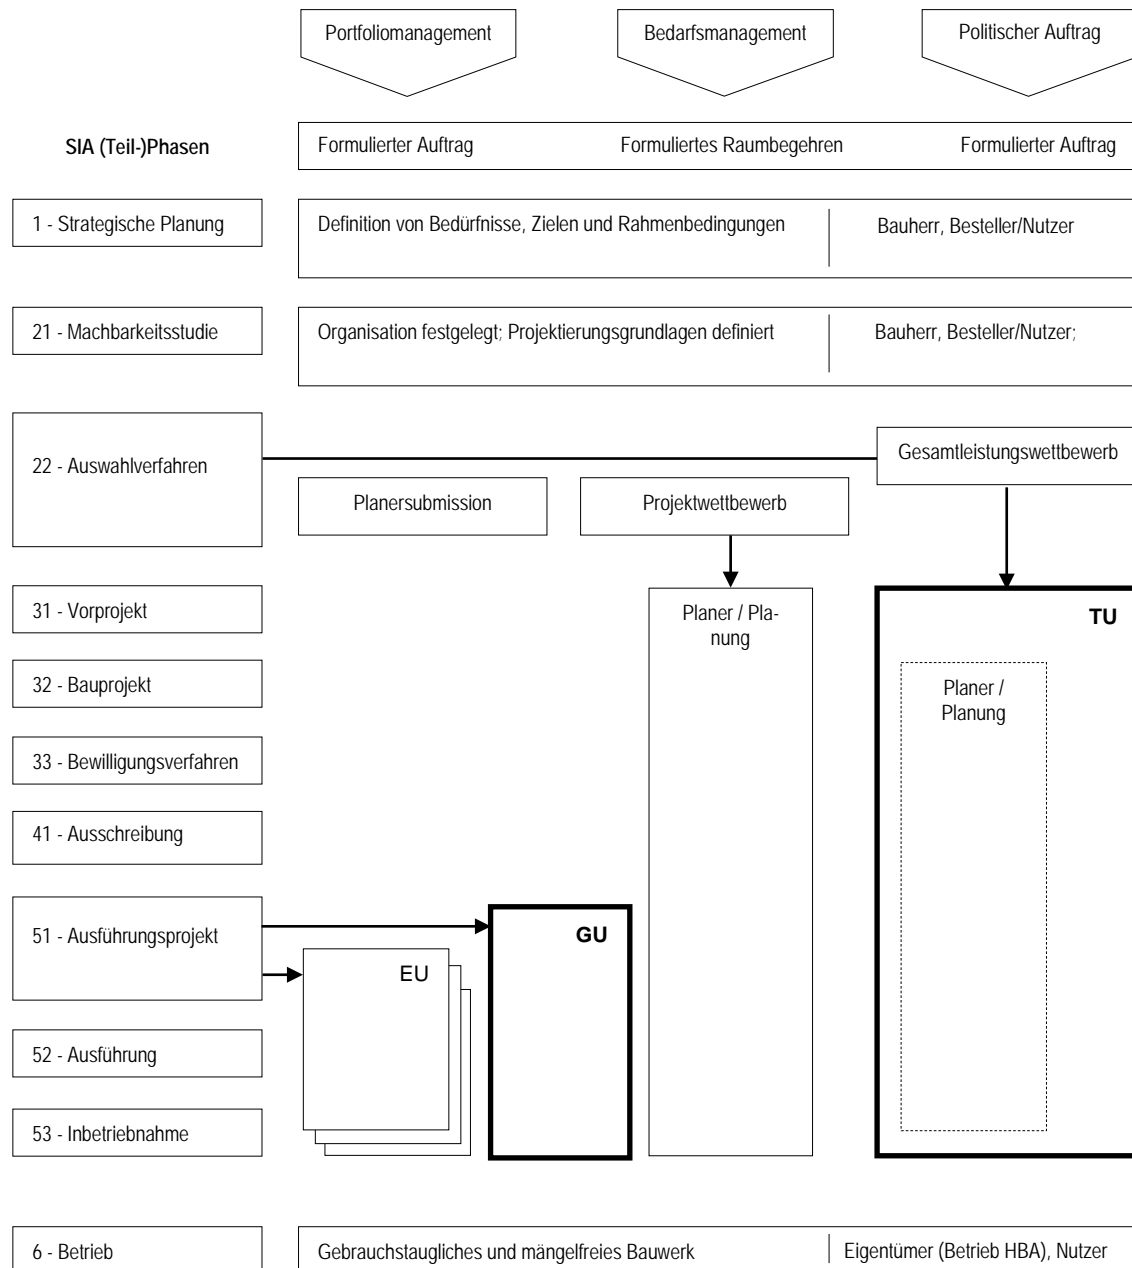 Portfoliomanagement
Bedarfsmanagement
Politischer Auftrag
SIA (Teil-)Phasen
Formulierter Auftrag
Formuliertes Raumbegehren
Formulierter Auftrag
1 - Strategische Planung
Definition von Bedürfnisse, Zielen und Rahmenbedingungen
Bauherr, Besteller/Nutzer
21 - Machbarkeitsstudie
Organisation festgelegt; Projektierungsgrundlagen definiert
Bauherr, Besteller/Nutzer;
22 - Auswahlverfahren
Gesamtleistungswettbewerb
Planersubmission
Projektwettbewerb
31 - Vorprojekt
Planer / Pla-
nung
TU
32 - Bauprojekt
Planer /
Planung
33 - Bewilligungsverfahren
41 - Ausschreibung
51 - Ausführungsprojekt
GU
EU
52 - Ausführung
53 - Inbetriebnahme
6 - Betrieb
Gebrauchstaugliches und mängelfreies Bauwerk
Eigentümer (Betrieb HBA), Nutzer